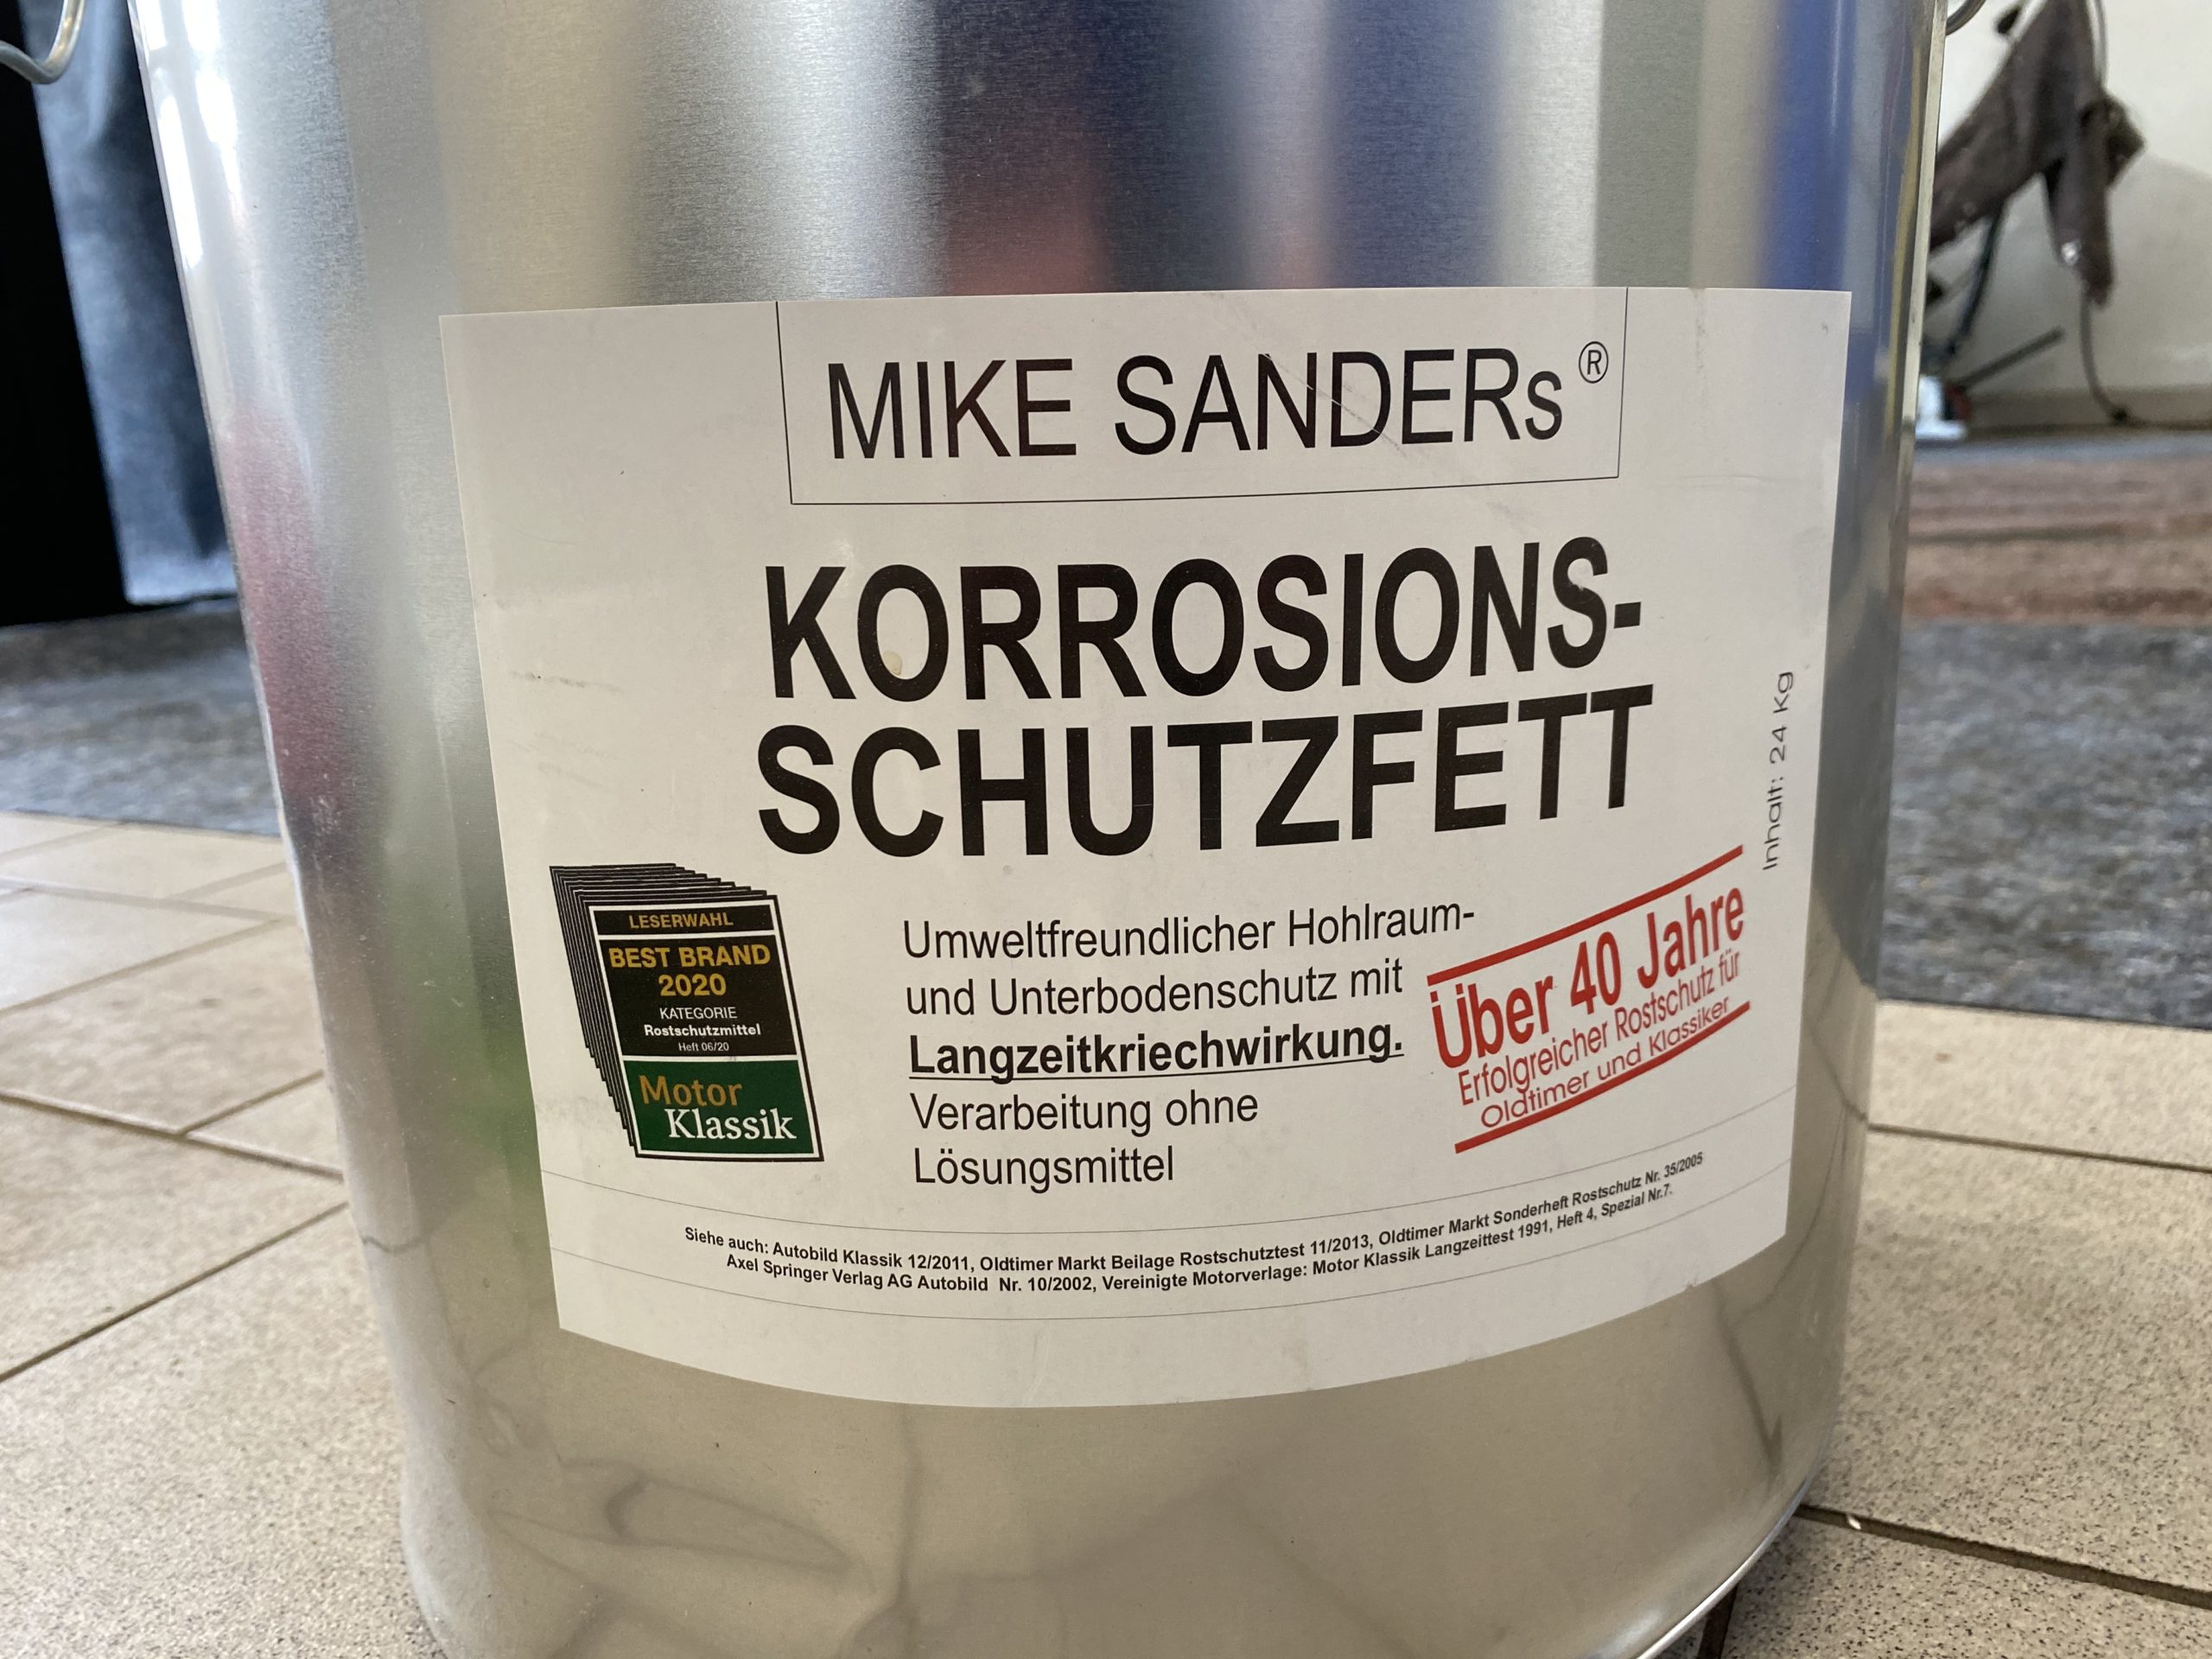 MIKE SANDERs ®
KORROSIONS-
SCHUTZFETT
Inhalt: 24 Kg
LESERWAHL
BEST BRAND
2020
KATEGORIE
Rostschutzmittel
Heft 06/20
Motor
Klassik
Umweltfreundlicher Hohlraum-
und Unterbodenschutz mit
Langzeitkriechwirkung.
Verarbeitung ohne
Lösungsmittel
Über 40 Jahre
Erfolgreicher Rostschutz für
Oldtimer und Klassiker
Siehe auch: Autobild Klassik 12/2011, Oldtimer Markt Beilage Rostschutztest 11/2013, Oldtimer Markt Sonderheft Rostschutz Nr. 35/2005
Axel Springer Verlag AG Autobild Nr. 10/2002, Vereinigte Motorverlage: Motor Klassik Langzeittest 1991, Heft 4, Spezial Nr.7.